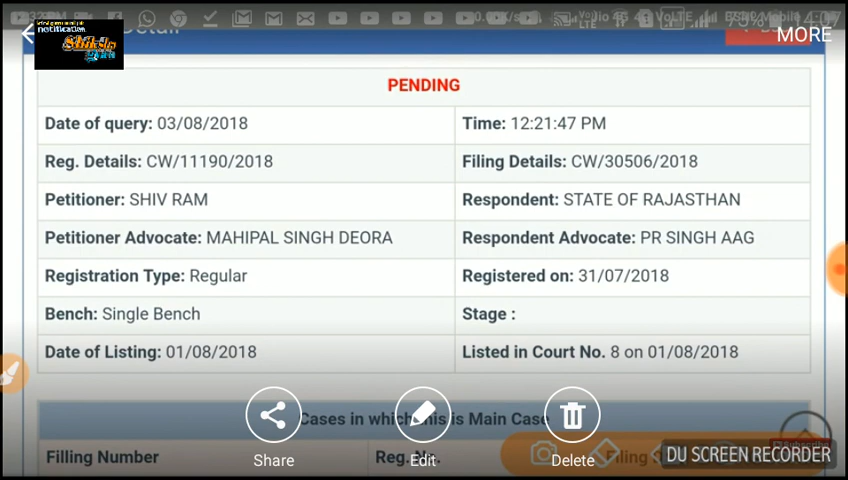 notification
MORE
PENDING
Date of query: 03/08/2018
Time: 12:21:47 PM
Reg. Details: CW/11190/2018
Filing Details: CW/30506/2018
Petitioner: SHIV RAM
Respondent: STATE OF RAJASTHAN
Petitioner Advocate: MAHIPAL SINGH DEORA
Respondent Advocate: PR SINGH AAG
Registration Type: Regular
Registered on: 31/07/2018
Bench: Single Bench
Stage :
Date of Listing: 01/08/2018
Listed in Court No. 8 on 01/08/2018
Cases in which this is Main Case
Filling Number
Reg. No.
Filing
Share
Edit
Delete
DU SCREEN RECORDER